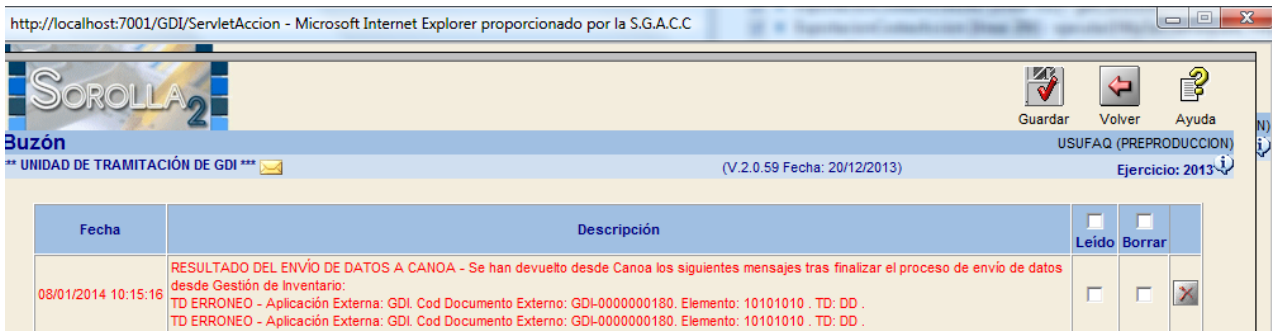 http://localhost:7001/GDI/ServletAccion - Microsoft Internet Explorer proporcionado por la S.G.A.C.C
SOROLLA2
Guardar Volver Ayuda
Buzón USUFAQ (PREPRODUCCION)
N)
** UNIDAD DE TRAMITACIÓN DE GDI *** (V.2.0.59 Fecha: 20/12/2013) Ejercicio: 2013
Fecha Descripción Leído Borrar
RESULTADO DEL ENVÍO DE DATOS A CANOA - Se han devuelto desde Canoa los siguientes mensajes tras finalizar el proceso de envío de datos
08/01/2014 10:15:16 desde Gestión de Inventario:
TD ERRONEO - Aplicación Externa: GDI. Cod Documento Externo: GDI-0000000180. Elemento: 10101010 . TD: DD .
TD ERRONEO - Aplicación Externa: GDI. Cod Documento Externo: GDI-0000000180. Elemento: 10101010 . TD: DD .